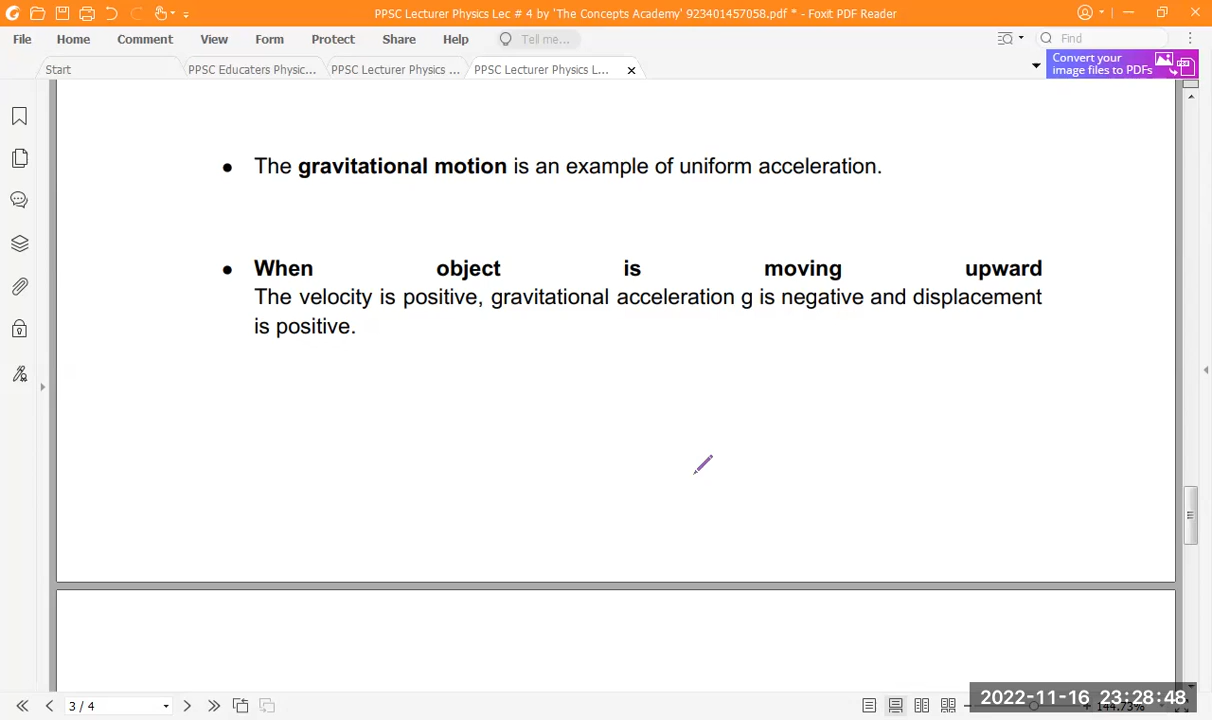 PPSC Lecturer Physics Lec # 4 by 'The Concepts Academy' 923401457058.pdf * - Foxit PDF Reader
File Home Comment View Form Protect Share Help Tell me... Find
Start PPSC Educaters Physic... PPSC Lecturer Physics ... PPSC Lecturer Physics L...
Convert your
image files to PDFs
• The gravitational motion is an example of uniform acceleration.
• When object is moving upward
The velocity is positive, gravitational acceleration g is negative and displacement
is positive.
3 / 4
2022-11-16 23:28:48
144.73%